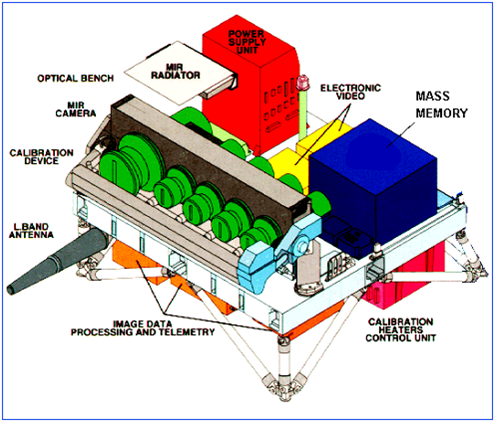 POWER
SUPPLY
UNIT
MIR
RADIATOR
OPTICAL BENCH
ELECTRONIC
VIDEO
MASS
MEMORY
MIR
CAMERA
CALIBRATION
DEVICE
L.BAND
ANTENNA
IMAGE DATA
PROCESSING AND TELEMETRY
CALIBRATION
HEATERS
CONTROL UNIT